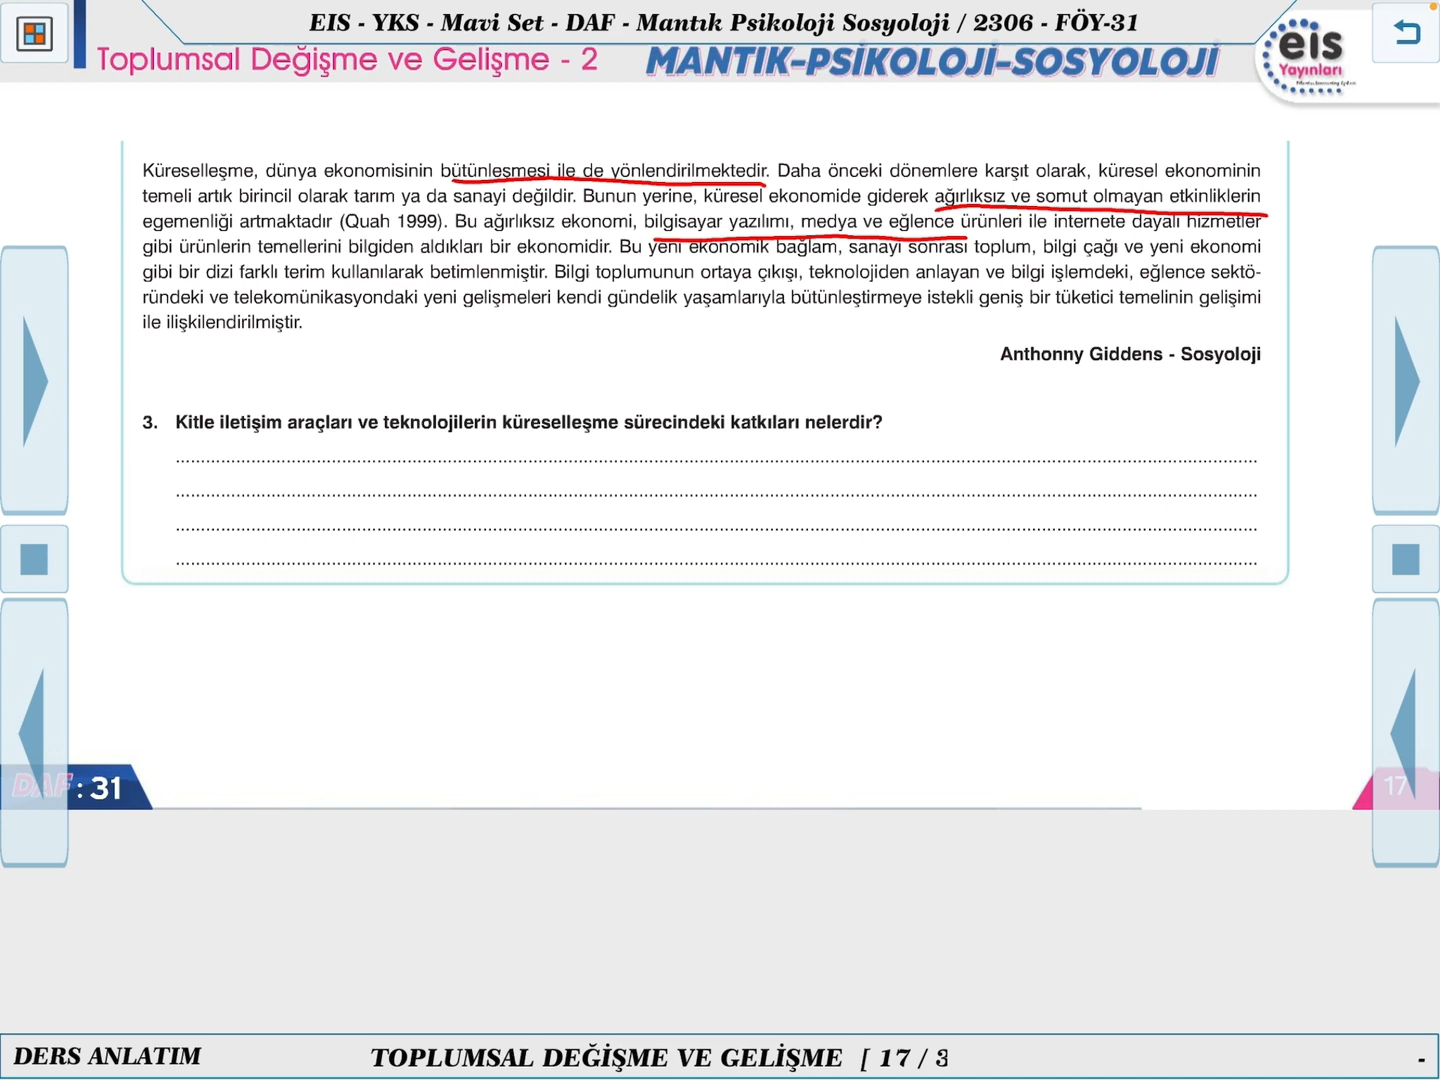 EIS - YKS - Mavi Set - DAF - Mantık Psikoloji Sosyoloji / 2306 - FÖY-31
Toplumsal Değişme ve Gelişme - 2
MANTIK-PSİKOLOJİ-SOSYOLOJİ
eis
Yayınları
Küreselleşme, dünya ekonomisinin bütünleşmesi ile de yönlendirilmektedir. Daha önceki dönemlere karşıt olarak, küresel ekonominin
temeli artık birincil olarak tarım ya da sanayi değildir. Bunun yerine, küresel ekonomide giderek ağırlıksız ve somut olmayan etkinliklerin
egemenliği artmaktadır (Quah 1999). Bu ağırlıksız ekonomi, bilgisayar yazılımı, medya ve eğlence ürünleri ile internete dayalı hizmetler
gibi ürünlerin temellerini bilgiden aldıkları bir ekonomidir. Bu yeni ekonomik bağlam, sanayi sonrası toplum, bilgi çağı ve yeni ekonomi
gibi bir dizi farklı terim kullanılarak betimlenmiştir. Bilgi toplumunun ortaya çıkışı, teknolojiden anlayan ve bilgi işlemdeki, eğlence sektö-
ründeki ve telekomünikasyondaki yeni gelişmeleri kendi gündelik yaşamlarıyla bütünleştirmeye istekli geniş bir tüketici temelinin gelişimi
ile ilişkilendirilmiştir.
Anthonny Giddens - Sosyoloji
3. Kitle iletişim araçları ve teknolojilerin küreselleşme sürecindeki katkıları nelerdir?
DAF : 31
17
DERS ANLATIM
TOPLUMSAL DEĞİŞME VE GELİŞME [ 17 / 3
-